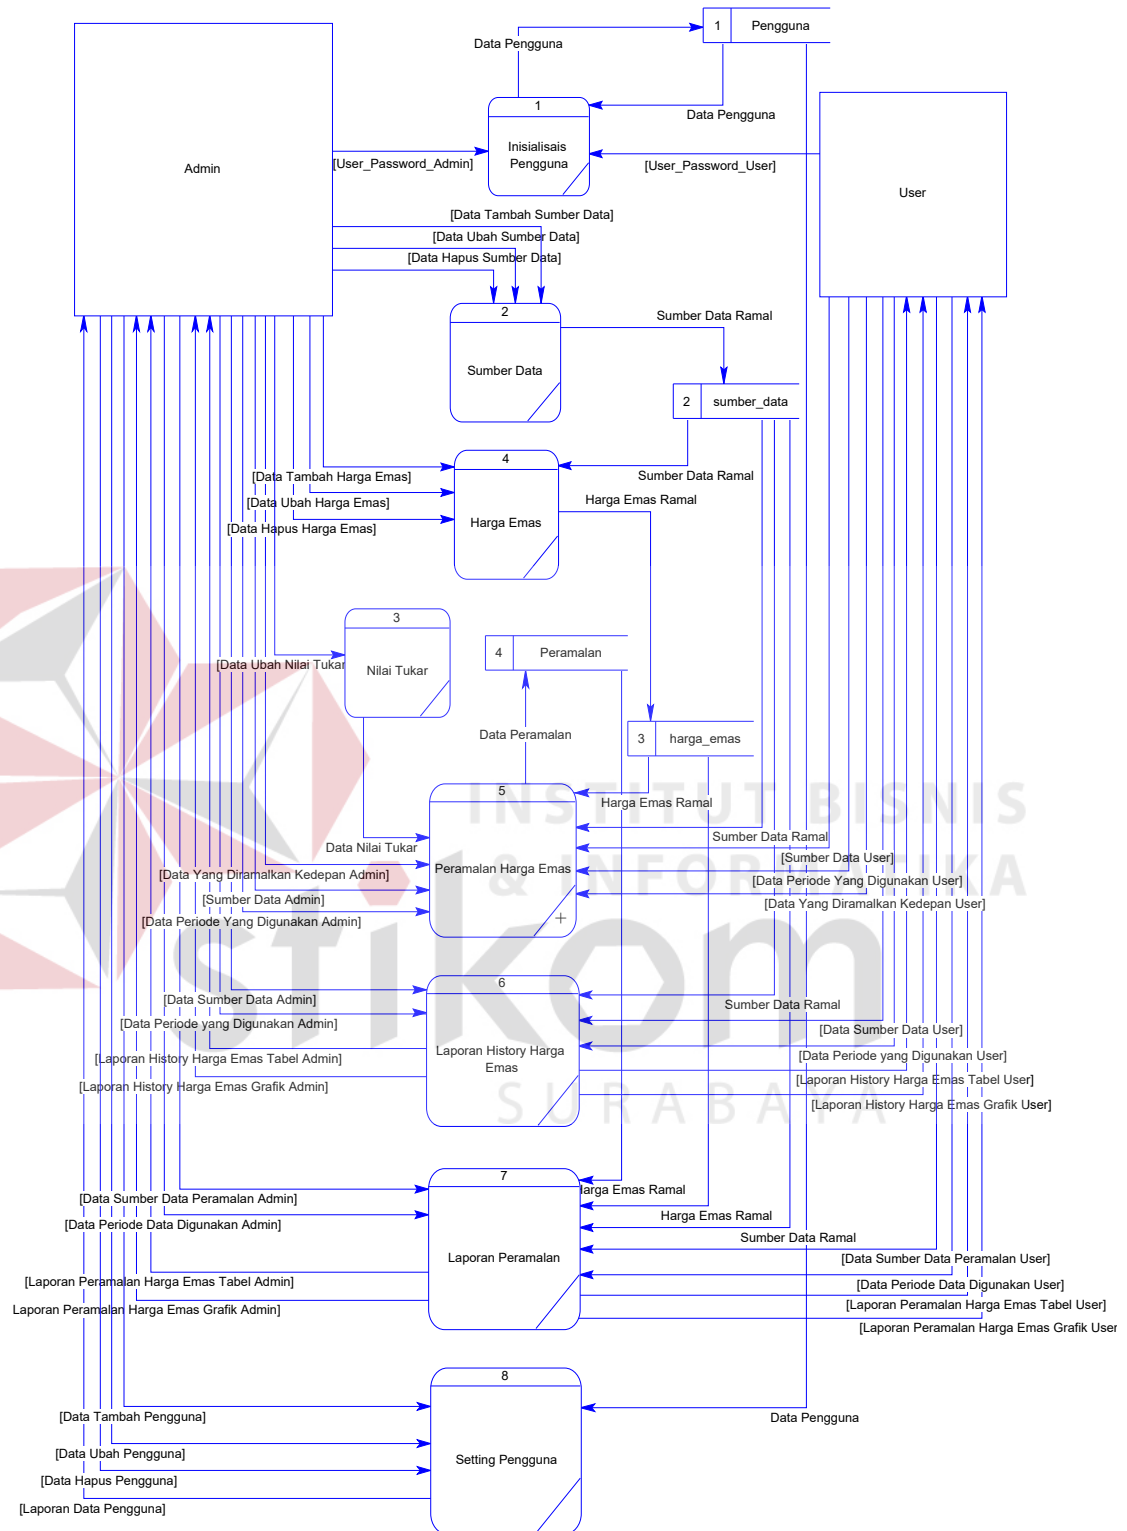 1 Pengguna
Data Pengguna
1
Data Pengguna
Inisialisais
Pengguna
Admin
[User_Password_Admin]
[User_Password_User]
User
[Data Tambah Sumber Data]
[Data Ubah Sumber Data]
[Data Hapus Sumber Data]
2
Sumber Data Ramal
Sumber Data
2 sumber_data
4
[Data Tambah Harga Emas]
Sumber Data Ramal
[Data Ubah Harga Emas]
Harga Emas Ramal
Harga Emas
[Data Hapus Harga Emas]
3
4 Peramalan
[Data Ubah Nilai Tukar
Nilai Tukar
Data Peramalan
3 harga_emas
5
INSTITUT BISNIS
Harga Emas Ramal
Sumber Data Ramal
Data Nilai Tukar
[Sumber Data User]
Peramalan Harga Emas
& INFORMATIKA
[Data Yang Diramalkan Kedepan Admin]
[Data Periode Yang Digunakan User]
[Sumber Data Admin]
[Data Yang Diramalkan Kedepan User]
[Data Periode Yang Digunakan Admin]
+
stikom
6
[Data Sumber Data Admin]
Sumber Data Ramal
[Data Periode yang Digunakan Admin]
[Data Sumber Data User]
Laporan History Harga
Emas
[Laporan History Harga Emas Tabel Admin]
[Data Periode yang Digunakan User]
[Laporan History Harga Emas Grafik Admin]
[Laporan History Harga Emas Tabel User]
SURABAYA
[Laporan History Harga Emas Grafik User]
7
[Data Sumber Data Peramalan Admin]
Harga Emas Ramal
[Data Periode Data Digunakan Admin]
Harga Emas Ramal
Sumber Data Ramal
Laporan Peramalan
[Data Sumber Data Peramalan User]
[Laporan Peramalan Harga Emas Tabel Admin]
[Data Periode Data Digunakan User]
Laporan Peramalan Harga Emas Grafik Admin]
[Laporan Peramalan Harga Emas Tabel User]
[Laporan Peramalan Harga Emas Grafik User
8
[Data Tambah Pengguna]
Data Pengguna
[Data Ubah Pengguna]
Setting Pengguna
[Data Hapus Pengguna]
[Laporan Data Pengguna]